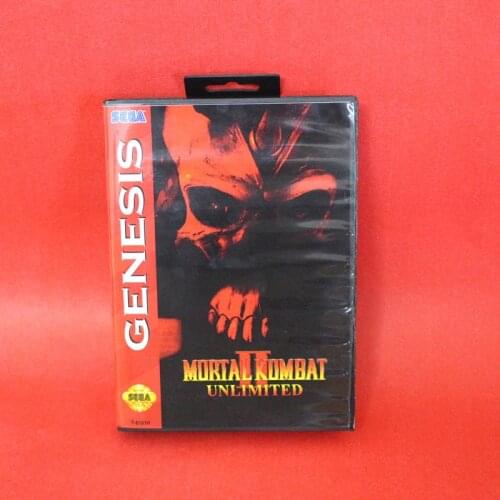 SEGA
GENESIS
II
MORTAL KOMBAT
UNLIMITED
SEGA